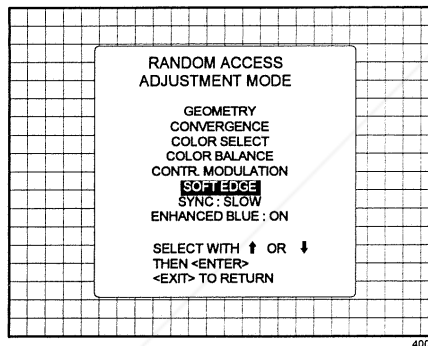 RANDOM ACCESS
ADJUSTMENT MODE
GEOMETRY
CONVERGENCE
COLOR SELECT
COLOR BALANCE
CONTR. MODULATION
SOFT EDGE
SYNC : SLOW
ENHANCED BLUE : ON
SELECT WITH ↑ OR ↓
THEN <ENTER>
<EXIT> TO RETURN
400